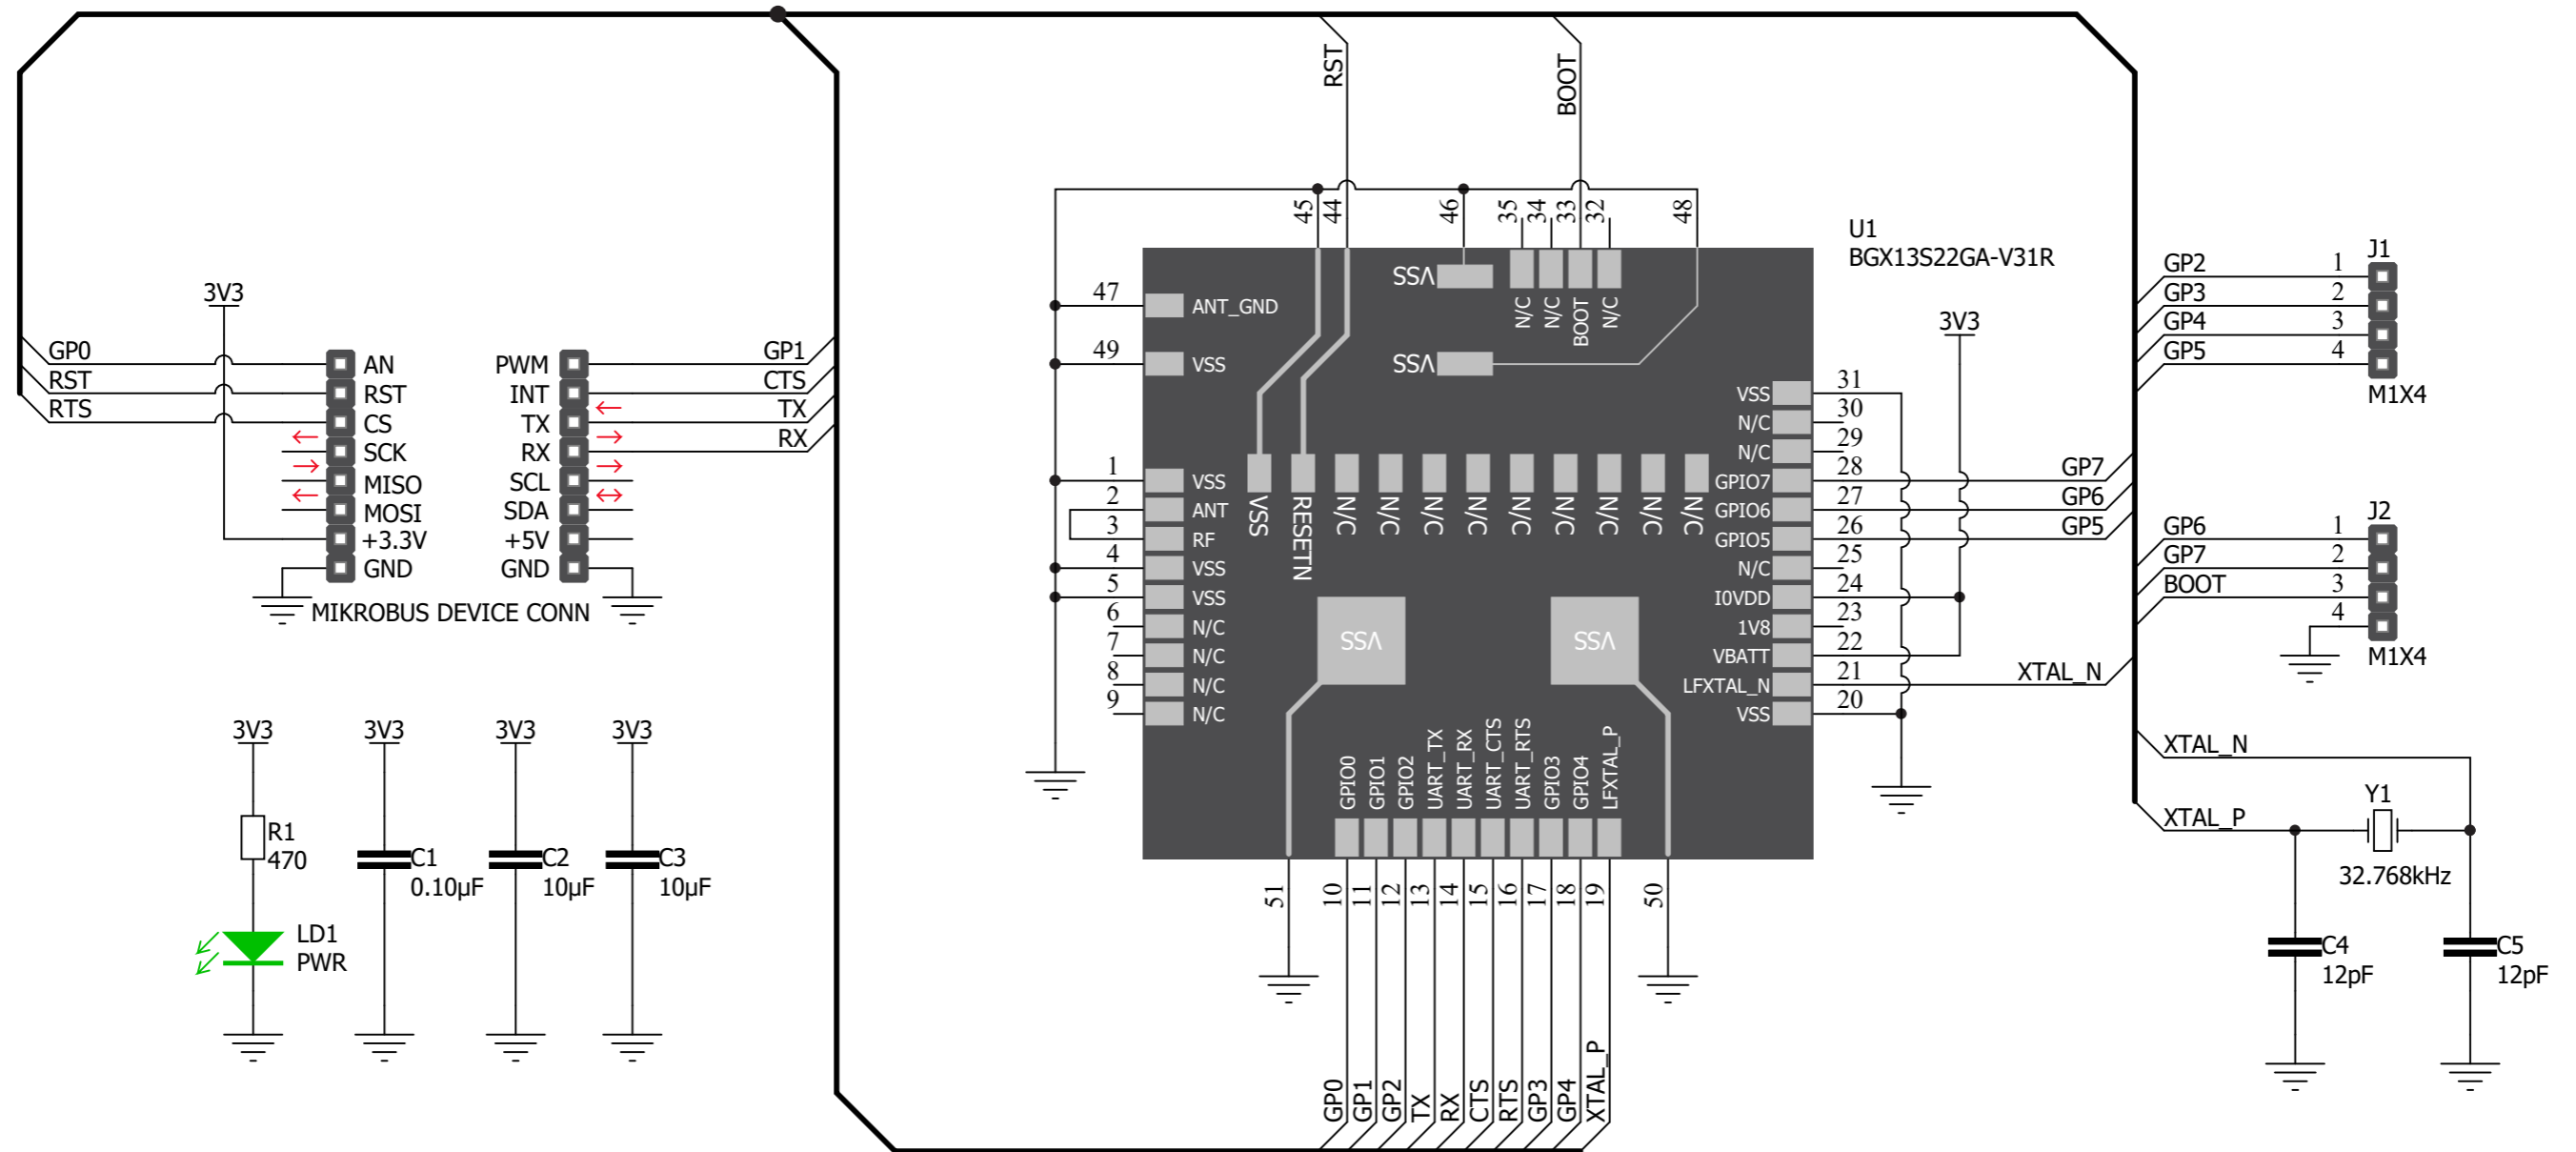 RST
BOOT
45
44
46
35
34
33
32
48
U1
BGX13S22GA-V31R
VSS
N/C
N/C
BOOT
N/C
VSS
47
ANT_GND
49
VSS
3V3
GP0
RST
RTS
AN
RST
CS
SCK
MISO
MOSI
+3.3V
GND
PWM
INT
TX
RX
SCL
SDA
+5V
GND
GP1
CTS
TX
RX
MIKROBUS DEVICE CONN
1
VSS
2
ANT
3
RF
4
VSS
5
VSS
6
N/C
7
N/C
8
N/C
9
N/C
VSS
RESETN
N/C
N/C
N/C
N/C
N/C
N/C
N/C
N/C
N/C
VSS
VSS
3V3
VSS 31
N/C 30
N/C 29
GPIO7 28 GP7
GPIO6 27 GP6
GPIO5 26 GP5
N/C 25
I0VDD 24
1V8 23
VBATT 22
LFXTAL_N 21 XTAL_N
VSS 20
GPIO0
GPIO1
GPIO2
UART_TX
UART_RX
UART_CTS
UART_RTS
GPIO3
GPIO4
LFXTAL_P
51
10
11
12
13
14
15
16
17
18
19
50
GP0
GP1
GP2
TX
RX
CTS
RTS
GP3
GP4
XTAL_P
J1
GP2 1
GP3 2
GP4 3
GP5 4
M1X4
J2
GP6 1
GP7 2
BOOT 3
4
M1X4
XTAL_N
XTAL_P
Y1
32.768kHz
C4
12pF
C5
12pF
3V3
R1
470
LD1
PWR
3V3
C1
0.10µF
3V3
C2
10µF
3V3
C3
10µF